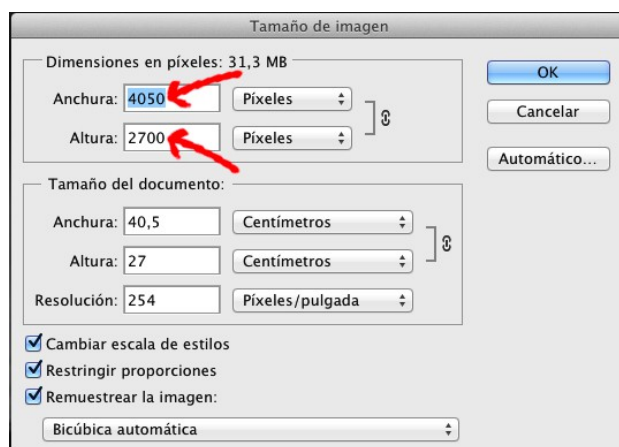 Tamaño de imagen
Dimensiones en píxeles: 31,3 MB
Anchura: 4050 Píxeles
Altura: 2700 Píxeles
OK
Cancelar
Automático...
Tamaño del documento:
Anchura: 40,5 Centímetros
Altura: 27 Centímetros
Resolución: 254 Píxeles/pulgada
Cambiar escala de estilos
Restringir proporciones
Remuestrear la imagen:
Bicúbica automática